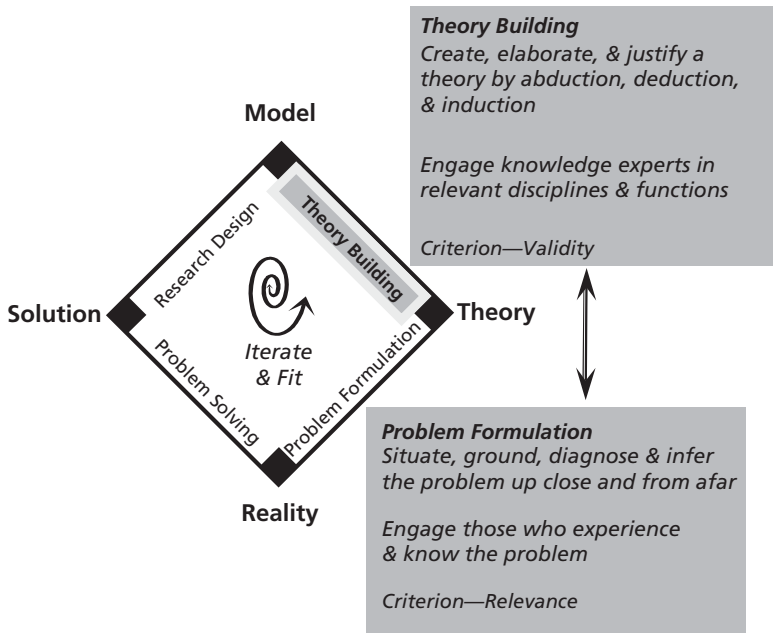 Theory Building
Create, elaborate, & justify a
theory by abduction, deduction,
& induction
Engage knowledge experts in
relevant disciplines & functions
Criterion—Validity
Model
Research Design
Theory Building
Solution
Theory
Iterate
& Fit
Problem Solving
Problem Formulation
Reality
Problem Formulation
Situate, ground, diagnose & infer
the problem up close and from afar
Engage those who experience
& know the problem
Criterion—Relevance